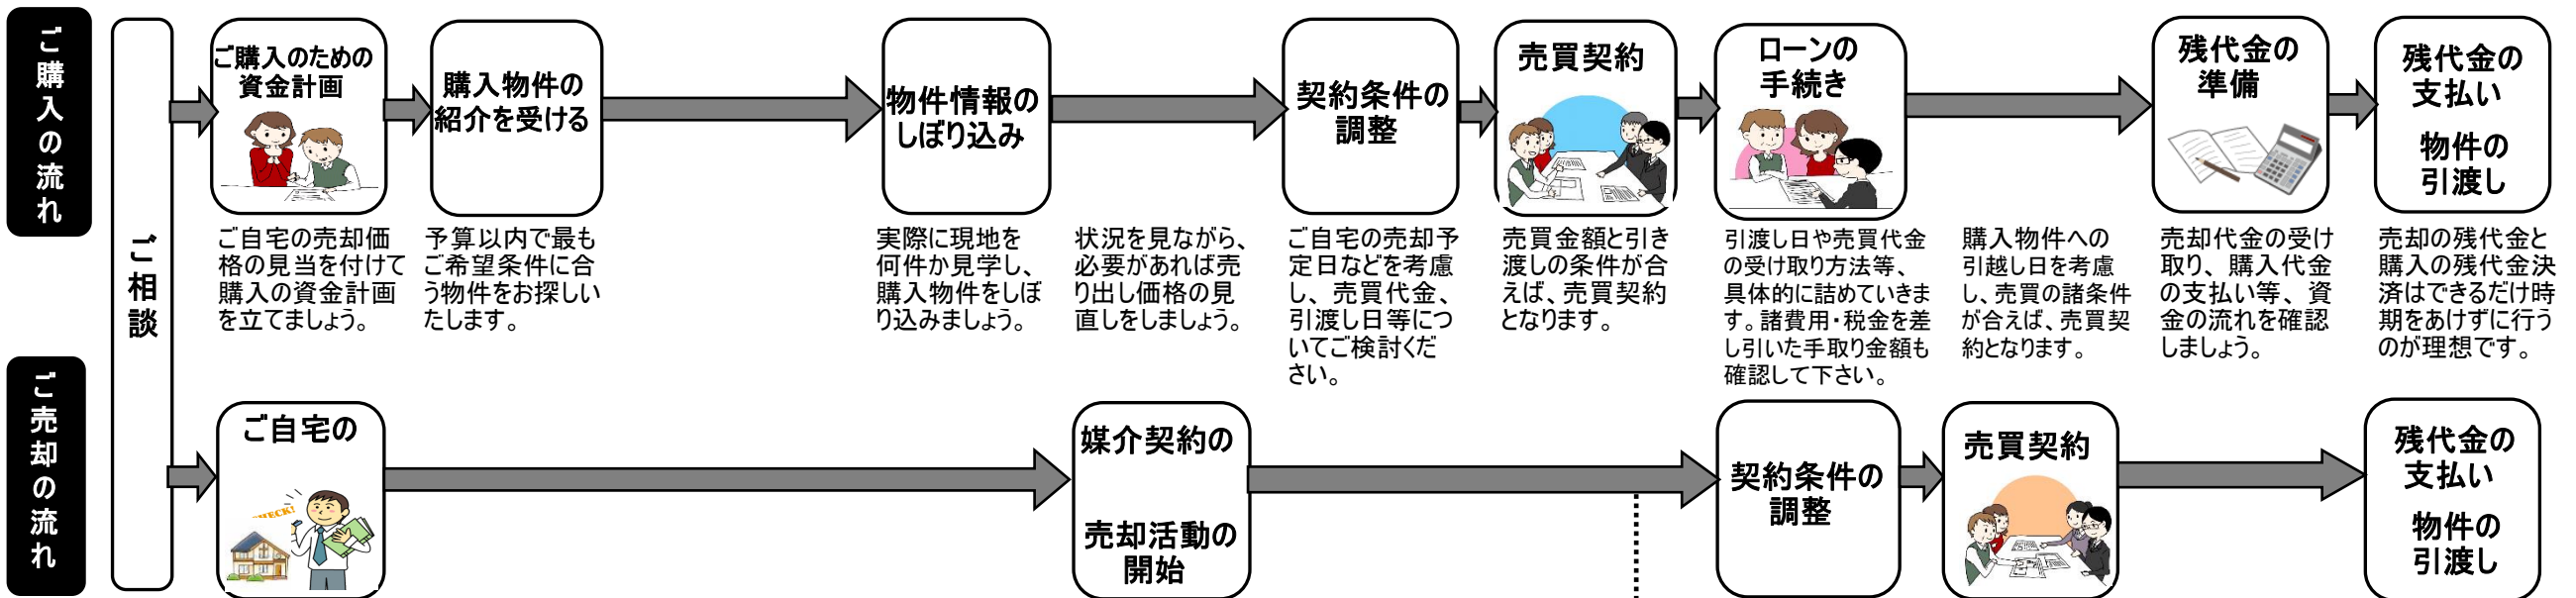 ご購入の流れ
ご相談
ご購入のための
資金計画
購入物件の
紹介を受ける
物件情報の
しぼり込み
契約条件の
調整
売買契約
ローンの
手続き
残代金の
準備
残代金の
支払い
物件の
引渡し
ご自宅の売却価
格の見当を付けて
購入の資金計画
を立てましょう。
予算以内で最も
ご希望条件に合
う物件をお探しい
たします。
実際に現地を
何件か見学し、
購入物件をしぼ
り込みましょう。
状況を見ながら、
必要があれば売
り出し価格の見
直しをしましょう。
ご自宅の売却予
定日などを考慮
し、売買代金、
引渡し日等につ
いてご検討くだ
さい。
売買金額と引き
渡しの条件が合
えば、売買契約
となります。
引渡し日や売買代金
の受け取り方法等、
具体的に詰めていきま
す。諸費用・税金を差
し引いた手取り金額も
確認して下さい。
購入物件への
引越し日を考慮
し、売買の諸条件
が合えば、売買契
約となります。
売却代金の受け
取り、購入代金
の支払い等、資
金の流れを確認
しましょう。
売却の残代金と
購入の残代金決
済はできるだけ時
期をあけずに行う
のが理想です。
ご売却の流れ
ご自宅の
媒介契約の
売却活動の
開始
契約条件の
調整
売買契約
残代金の
支払い
物件の
引渡し